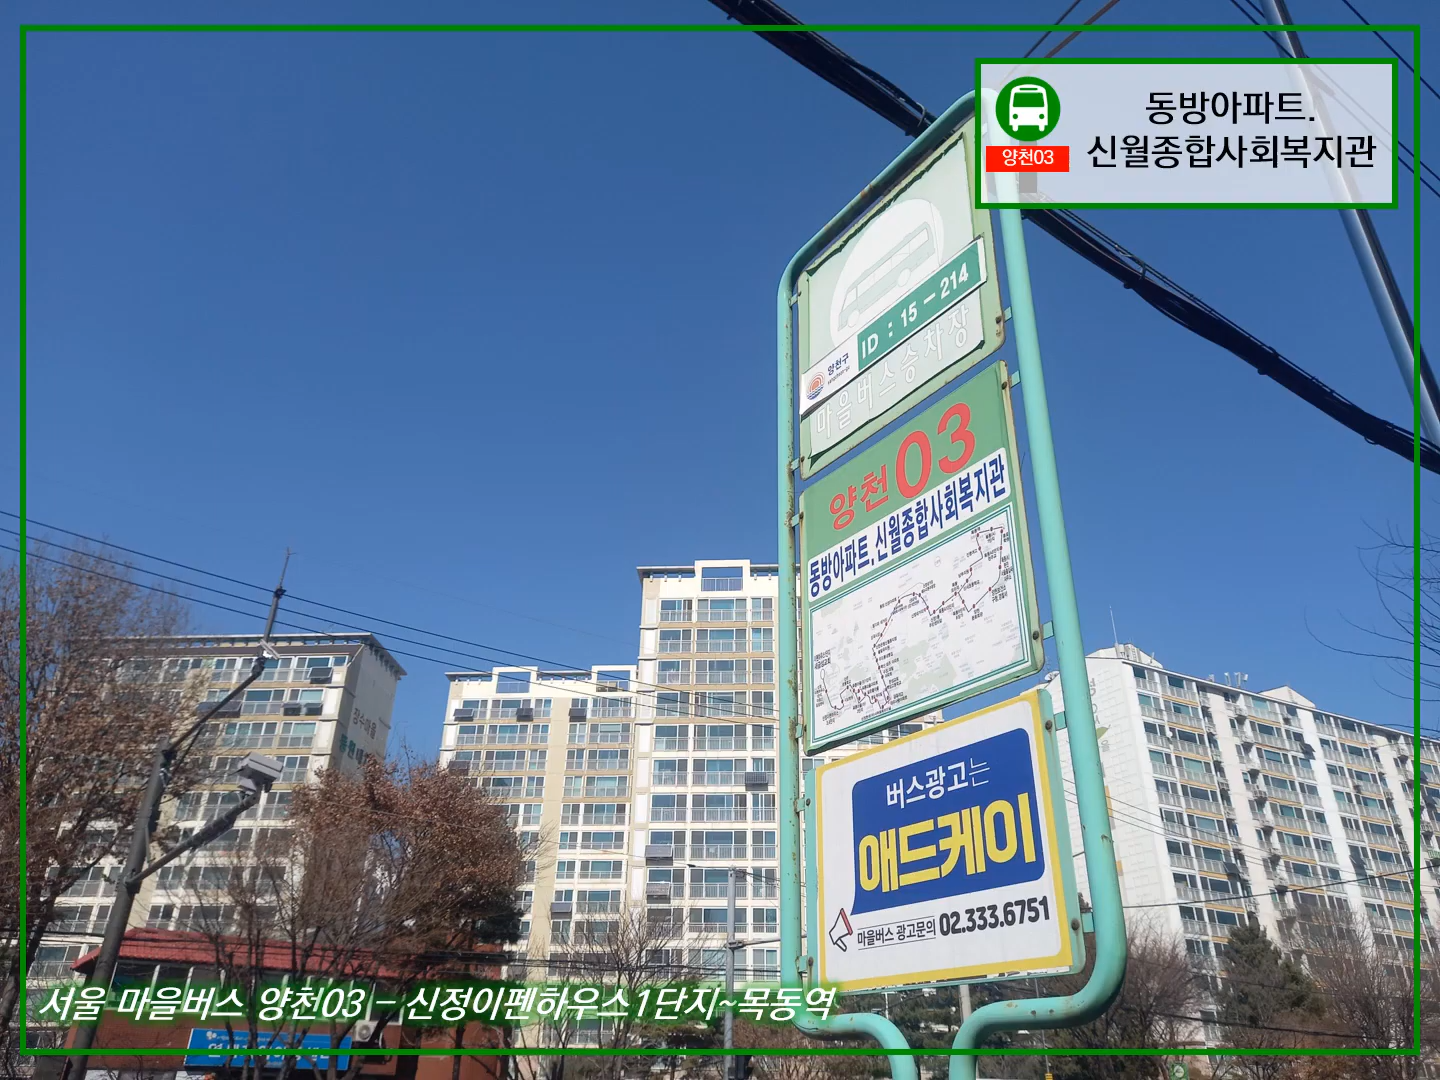 동방아파트.
신월종합사회복지관
양천03
ID : 15 - 214
양천구
마을버스승차장
양천03
동방아파트.신월종합사회복지관
버스광고는
애드케이
마을버스 광고문의 02.333.6751
장수마을
서울 마을버스 양천03 - 신정이펜하우스1단지~목동역